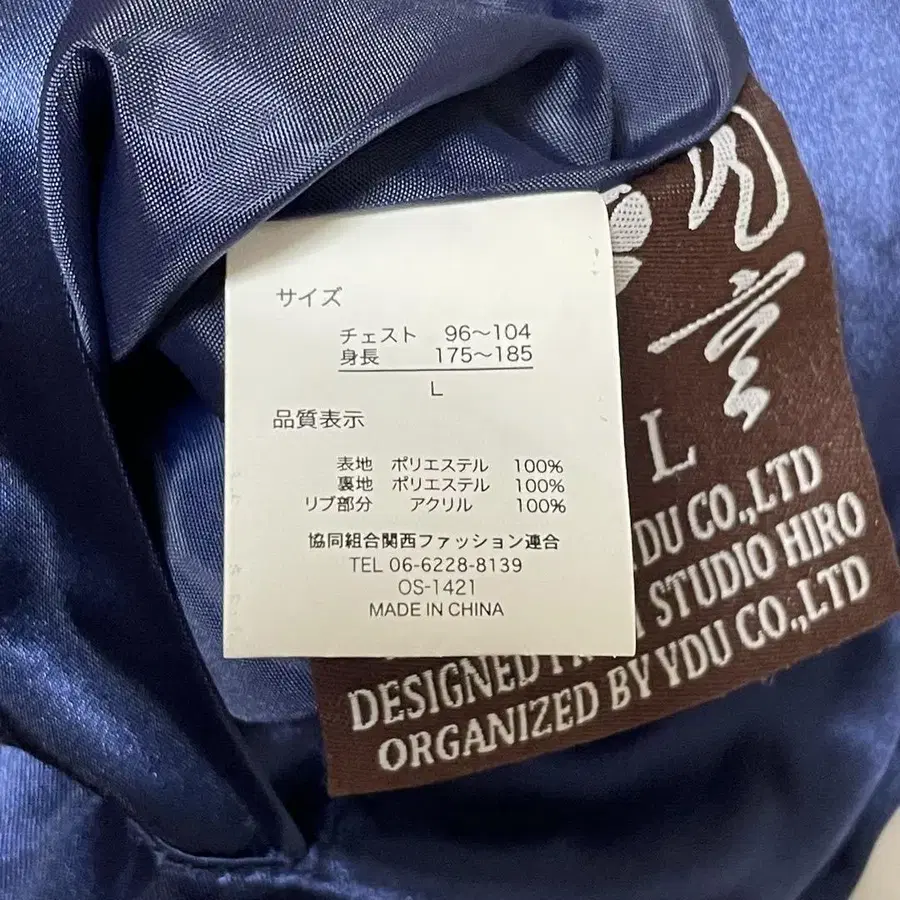 サイズ
チェスト 96〜104
身長 175〜185
L
品質表示
表地 ポリエステル 100%
裏地 ポリエステル 100%
リブ部分 アクリル 100%
協同組合関西ファッション連合
TEL 06-6228-8139
OS-1421
MADE IN CHINA
L
YDU CO.,LTD
STUDIO HIRO
DESIGNED
ORGANIZED BY YDU CO.,LTD